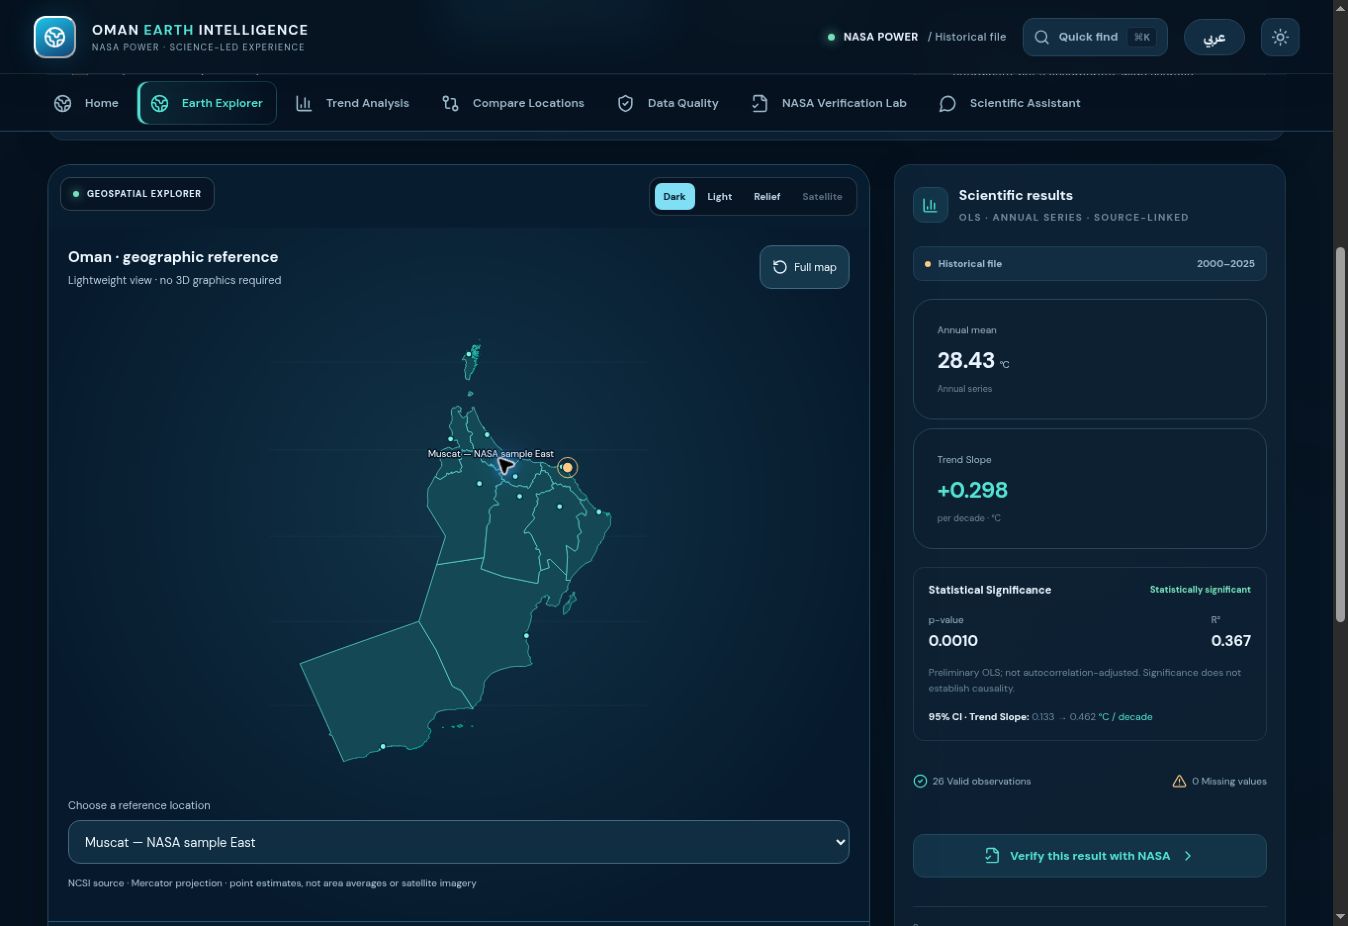 OMAN EARTH INTELLIGENCE
NASA POWER · SCIENCE-LED EXPERIENCE
NASA POWER / Historical file
Quick find ⌘K
عربي
Home
Earth Explorer
Trend Analysis
Compare Locations
Data Quality
NASA Verification Lab
Scientific Assistant
GEOSPATIAL EXPLORER
Dark Light Relief Satellite
Oman · geographic reference
Lightweight view · no 3D graphics required
Full map
Muscat — NASA sample East
Choose a reference location
Muscat — NASA sample East
NCSI source · Mercator projection · point estimates, not area averages or satellite imagery
Scientific results
OLS · ANNUAL SERIES · SOURCE-LINKED
Historical file 2000–2025
Annual mean
28.43 °C
Annual series
Trend Slope
+0.298
per decade · °C
Statistical Significance Statistically significant
p-value R²
0.0010 0.367
Preliminary OLS; not autocorrelation-adjusted. Significance does not
establish causality.
95% CI · Trend Slope: 0.133 → 0.462 °C / decade
26 Valid observations 0 Missing values
Verify this result with NASA